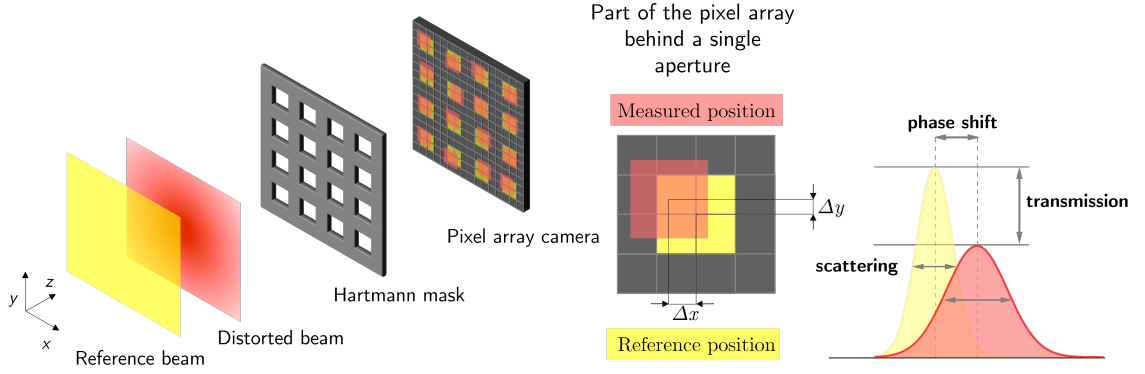 Part of the pixel array
behind a single
aperture
Measured position
phase shift
transmission
Δy
Pixel array camera
scattering
z
y
Hartmann mask
Δx
x
Distorted beam
Reference position
Reference beam